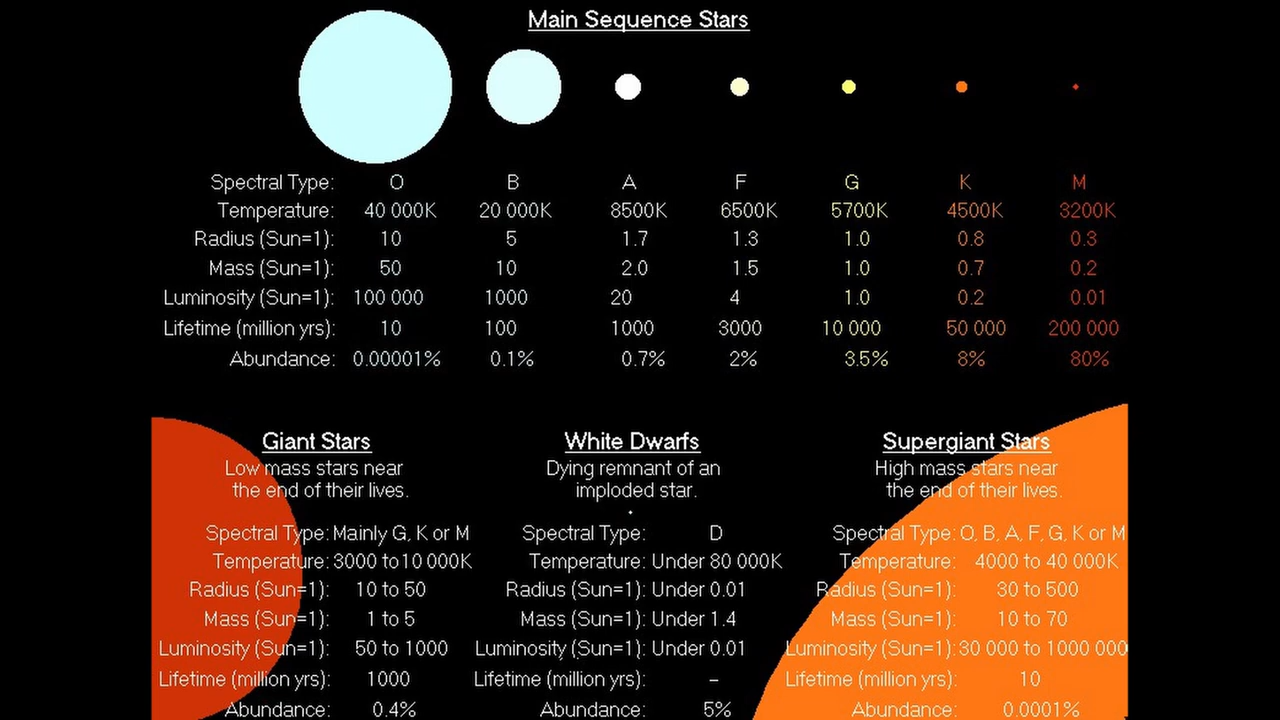 Main Sequence Stars
Spectral Type: O B A F G K M
Temperature: 40 000K 20 000K 8500K 6500K 5700K 4500K 3200K
Radius (Sun=1): 10 5 1.7 1.3 1.0 0.8 0.3
Mass (Sun=1): 50 10 2.0 1.5 1.0 0.7 0.2
Luminosity (Sun=1): 100 000 1000 20 4 1.0 0.2 0.01
Lifetime (million yrs): 10 100 1000 3000 10 000 50 000 200 000
Abundance: 0.00001% 0.1% 0.7% 2% 3.5% 8% 80%
Giant Stars
Low mass stars near
the end of their lives.
Spectral Type: Mainly G, K or M
Temperature: 3000 to 10 000K
Radius (Sun=1): 10 to 50
Mass (Sun=1): 1 to 5
Luminosity (Sun=1): 50 to 1000
Lifetime (million yrs): 1000
Abundance: 0.4%
White Dwarfs
Dying remnant of an
imploded star.
Spectral Type: D
Temperature: Under 80 000K
Radius (Sun=1): Under 0.01
Mass (Sun=1): Under 1.4
Luminosity (Sun=1): Under 0.01
Lifetime (million yrs): –
Abundance: 5%
Supergiant Stars
High mass stars near
the end of their lives.
Spectral Type: O, B, A, F, G, K or M
Temperature: 4000 to 40 000K
Radius (Sun=1): 30 to 500
Mass (Sun=1): 10 to 70
Luminosity (Sun=1): 30 000 to 1000 000
Lifetime (million yrs): 10
Abundance: 0.0001%